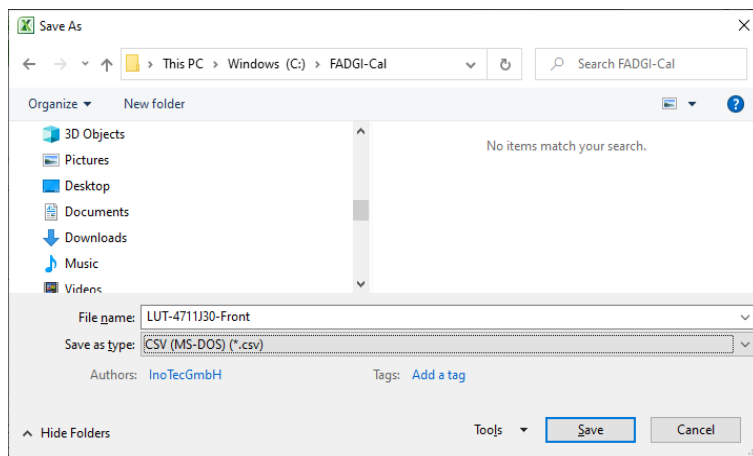 Save As
This PC > Windows (C:) > FADGI-Cal
Search FADGI-Cal
Organize
New folder
3D Objects
Pictures
Desktop
Documents
Downloads
Music
Videos
No items match your search.
File name: LUT-4711J30-Front
Save as type: CSV (MS-DOS) (*.csv)
Authors: InoTecGmbH Tags: Add a tag
Hide Folders
Tools
Save
Cancel